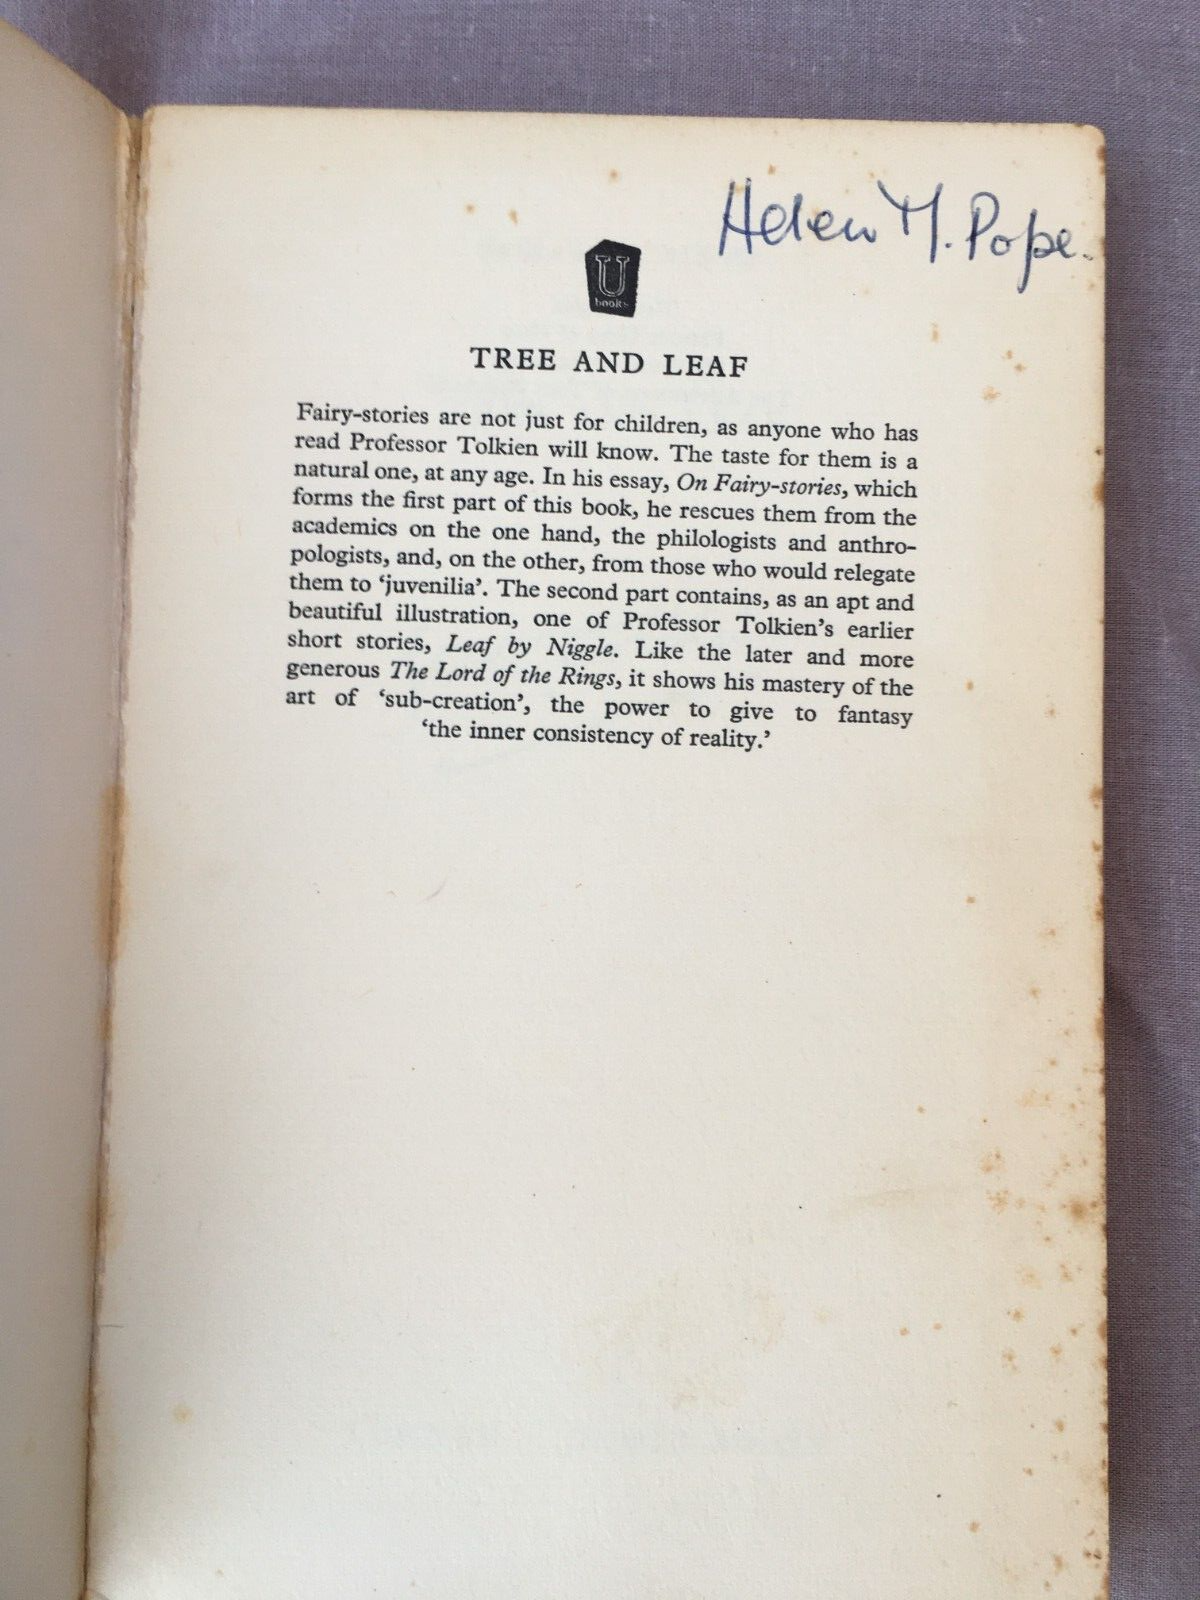 Helen M. Pope.
U
books
TREE AND LEAF
Fairy-stories are not just for children, as anyone who has
read Professor Tolkien will know. The taste for them is a
natural one, at any age. In his essay, On Fairy-stories, which
forms the first part of this book, he rescues them from the
academics on the one hand, the philologists and anthro-
pologists, and, on the other, from those who would relegate
them to ‘juvenilia’. The second part contains, as an apt and
beautiful illustration, one of Professor Tolkien’s earlier
short stories, Leaf by Niggle. Like the later and more
generous The Lord of the Rings, it shows his mastery of the
art of ‘sub-creation’, the power to give to fantasy
‘the inner consistency of reality.’